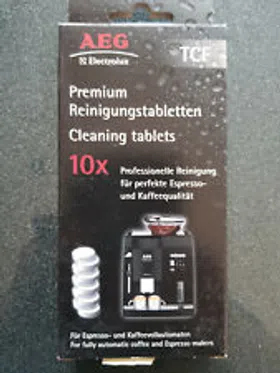 AEG
Electrolux
TCF
Premium
Reinigungstabletten
Cleaning tablets
10x
Professionelle Reinigung
für perfekte Espresso-
und Kaffeequalität
AEG
Für Espresso- und Kaffeevollautomaten
For fully automatic coffee and Espresso makers